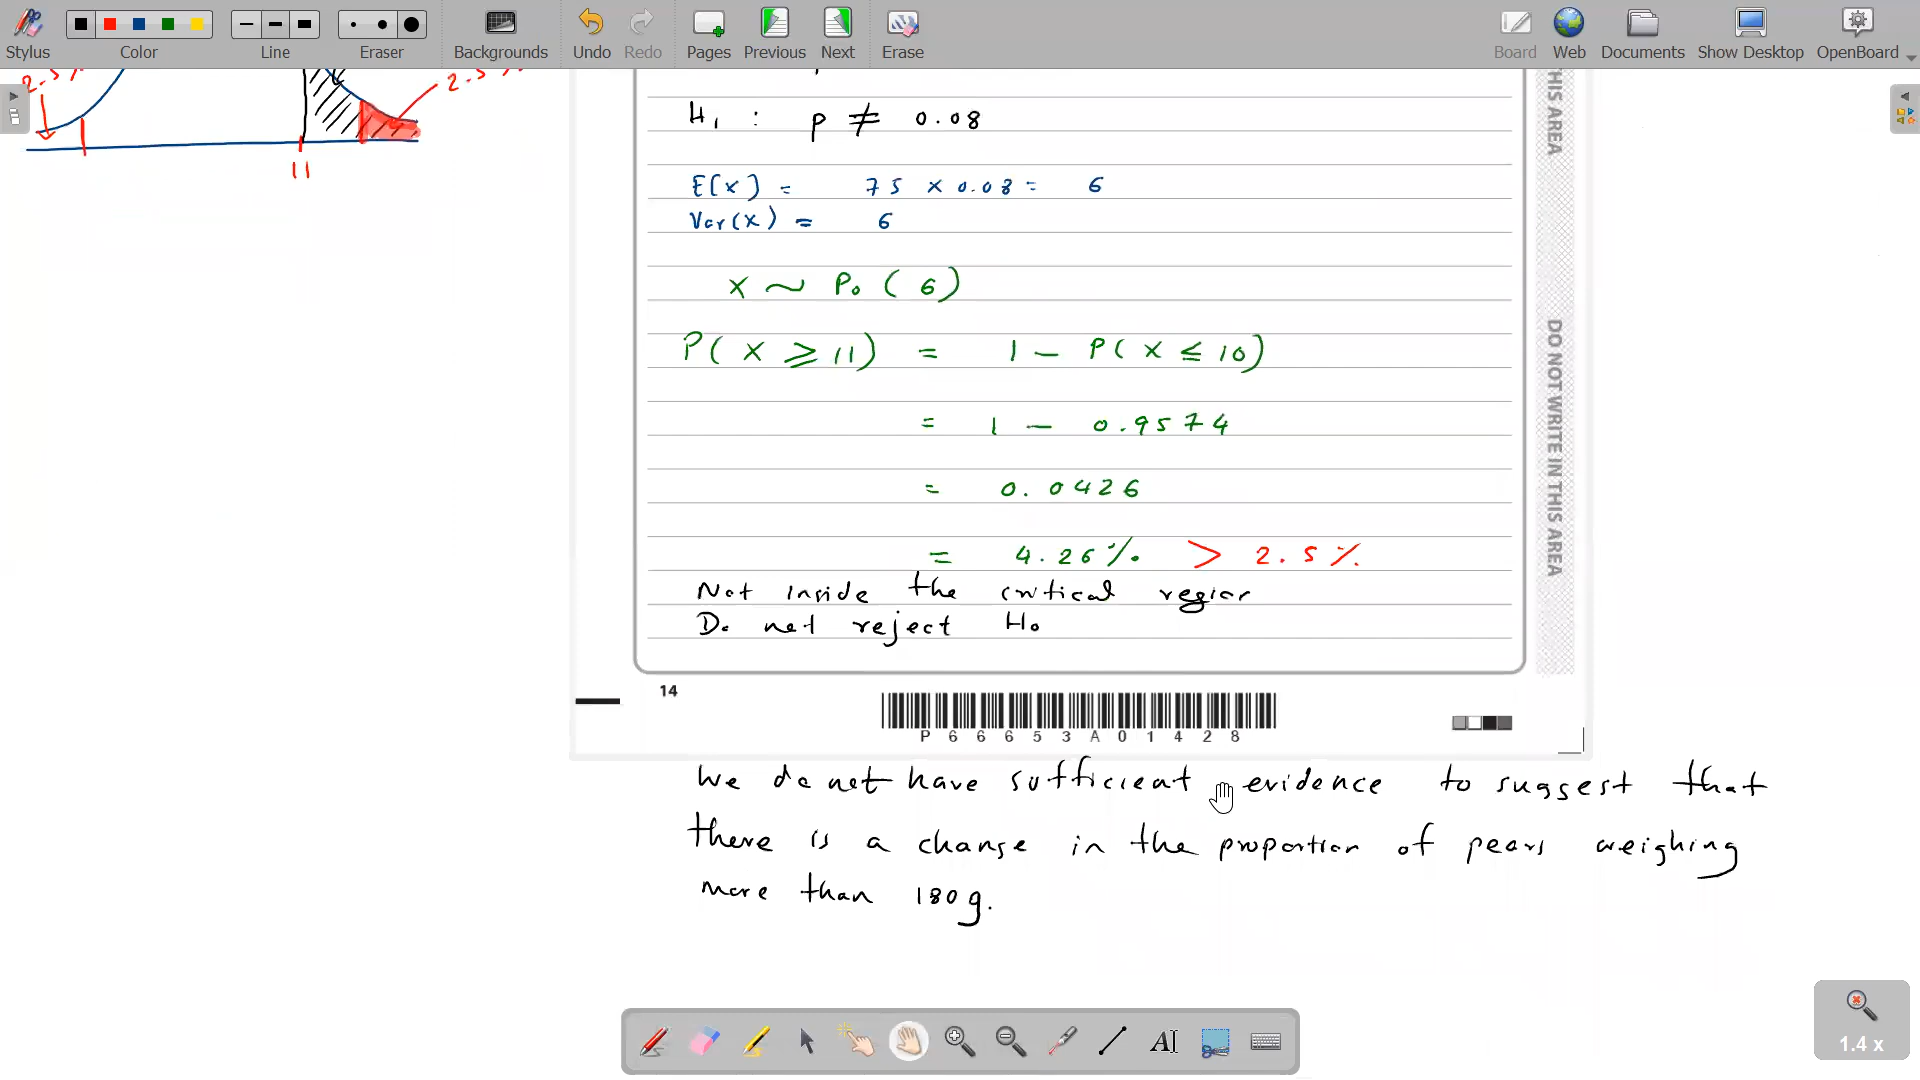 Stylus
Color
Line
Eraser
Backgrounds
Undo
Redo
Pages
Previous
Next
Erase
Board
Web
Documents
Show Desktop
OpenBoard
2.5%
2.5%
11
H1 : p ≠ 0.08
E(X) = 75 × 0.08 = 6
Var(X) = 6
X ~ Po (6)
P( X ≥ 11) = 1 - P( X ≤ 10)
= 1 - 0.9574
= 0.0426
= 4.26% > 2.5%
Not inside the critical region
Do not reject H0
14
P 6 6 6 5 3 A 0 1 4 2 8
We do not have sufficient evidence to suggest that
there is a change in the proportion of pears weighing
more than 180g.
THIS AREA
DO NOT WRITE IN THIS AREA
AI
1.4 x